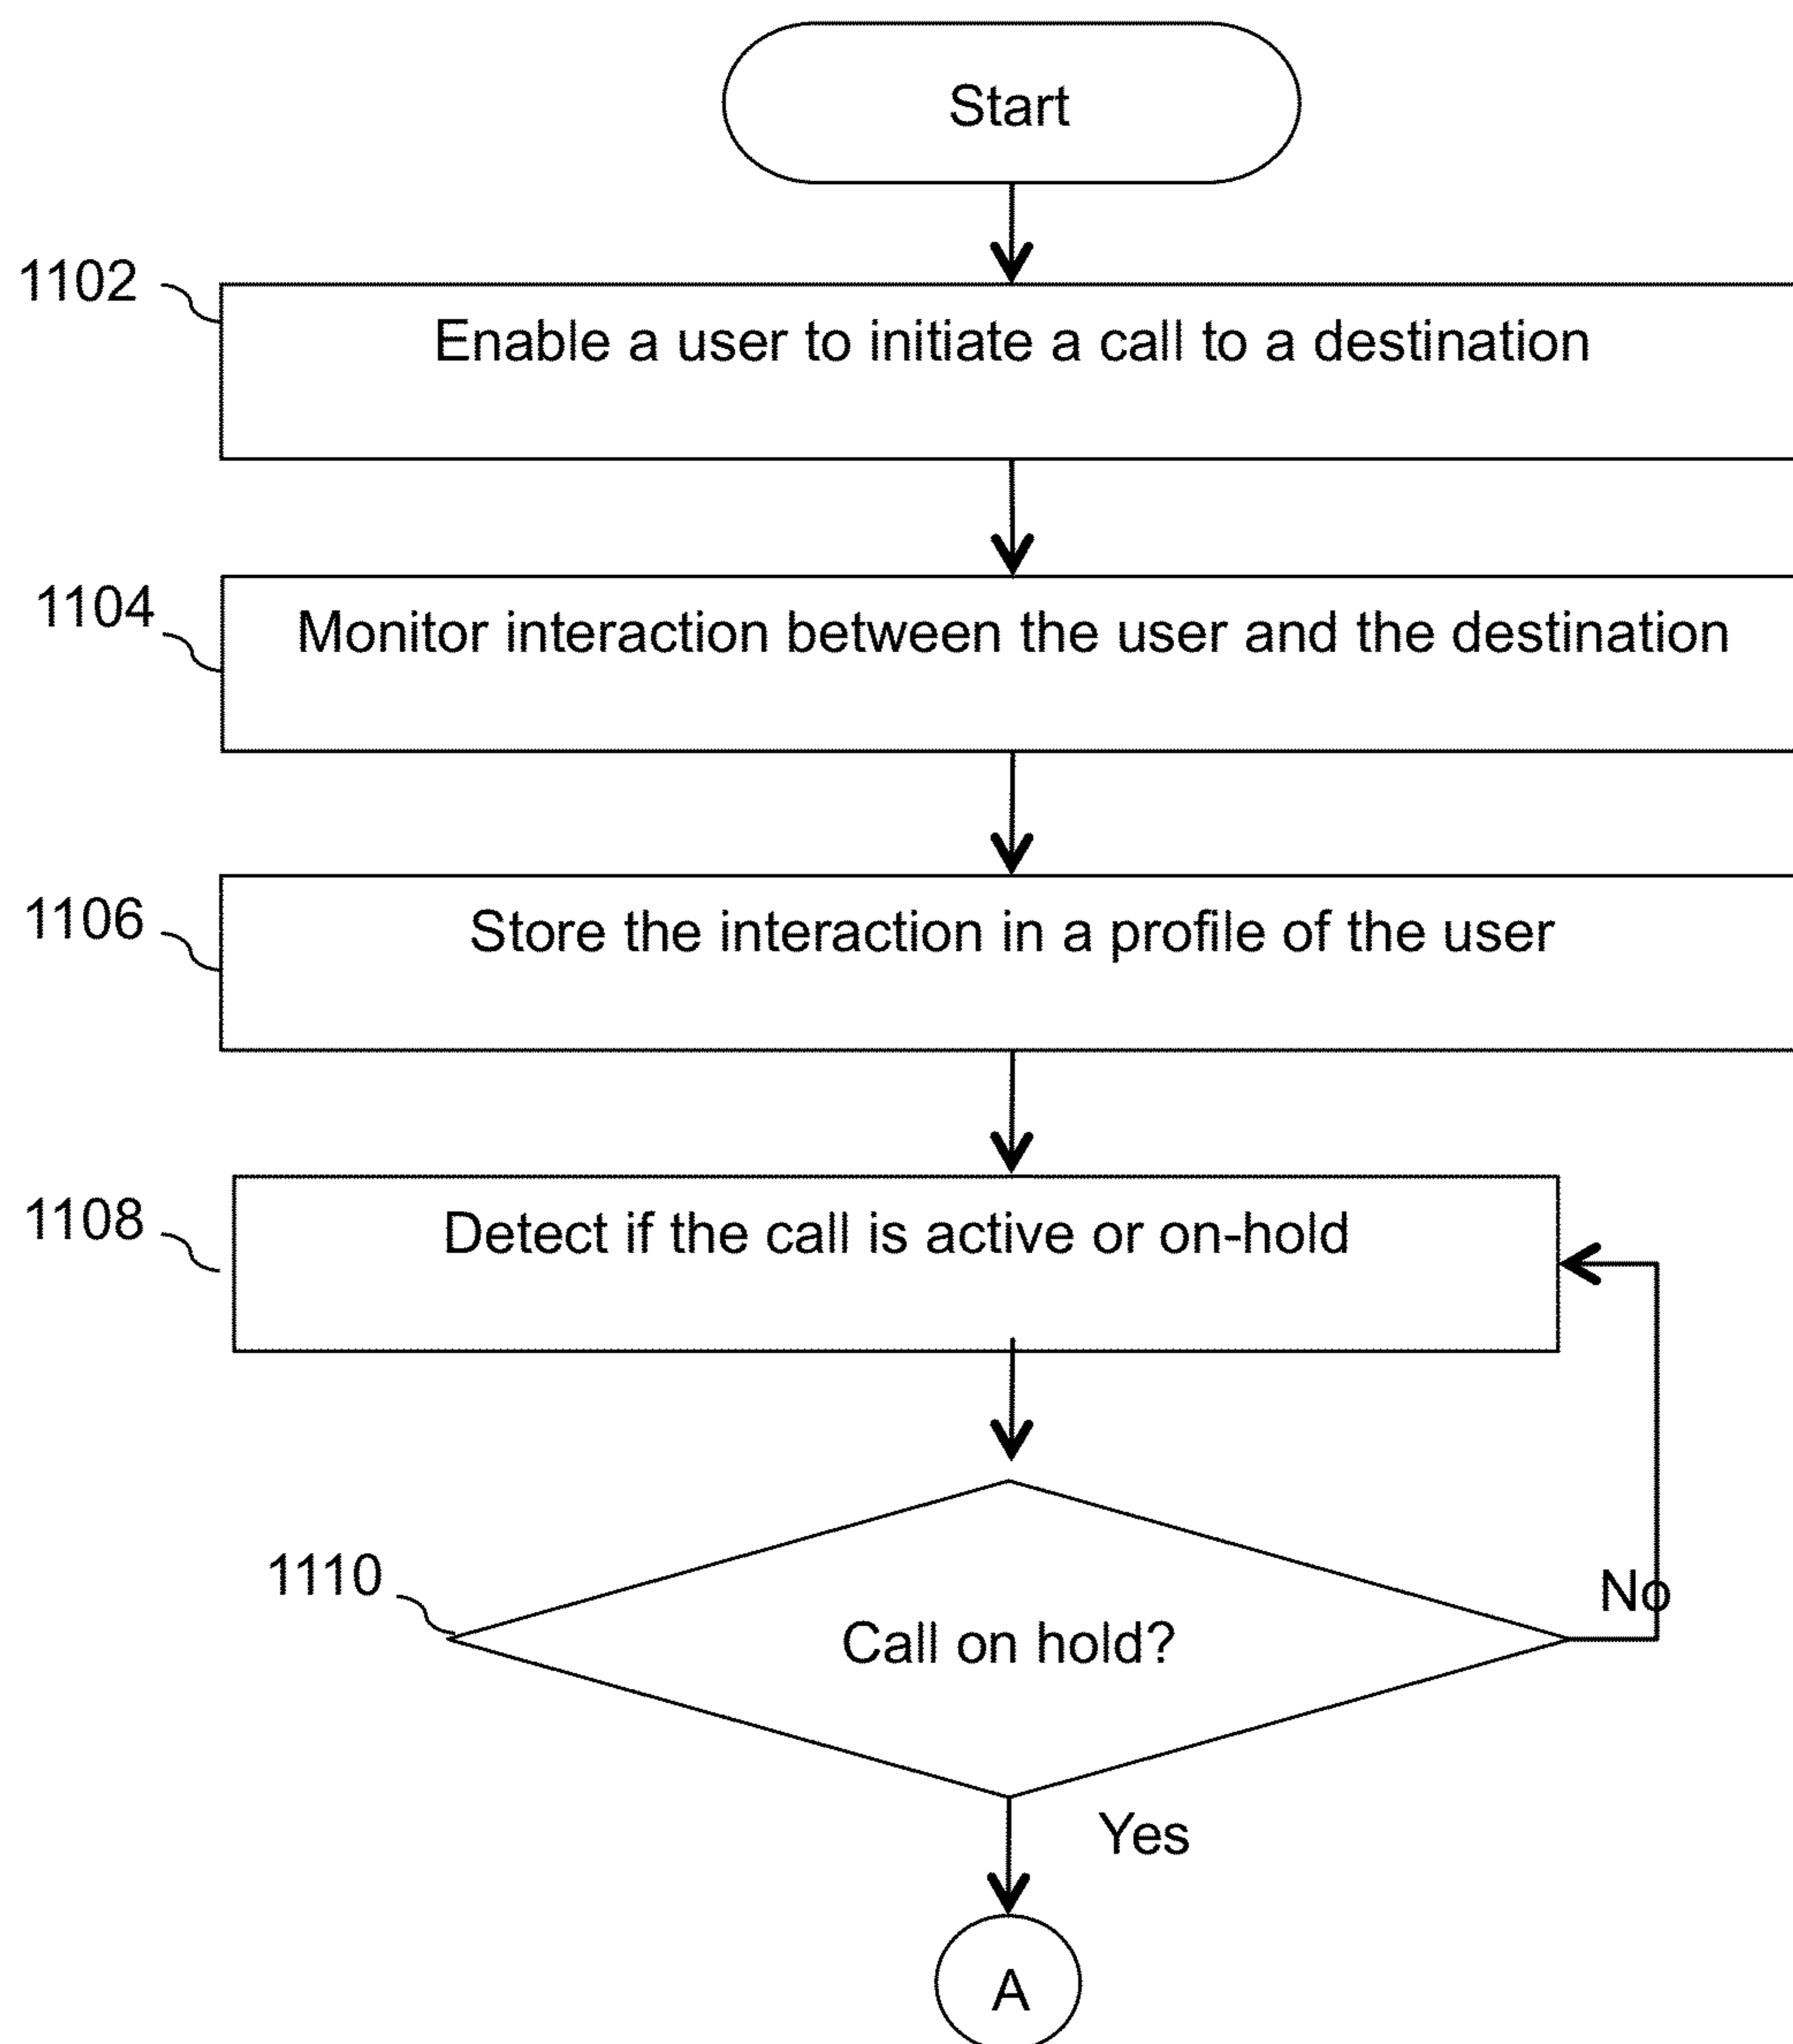 Start
1102
Enable a user to initiate a call to a destination
1104
Monitor interaction between the user and the destination
1106
Store the interaction in a profile of the user
1108
Detect if the call is active or on-hold
1110
Call on hold?
No
Yes
A